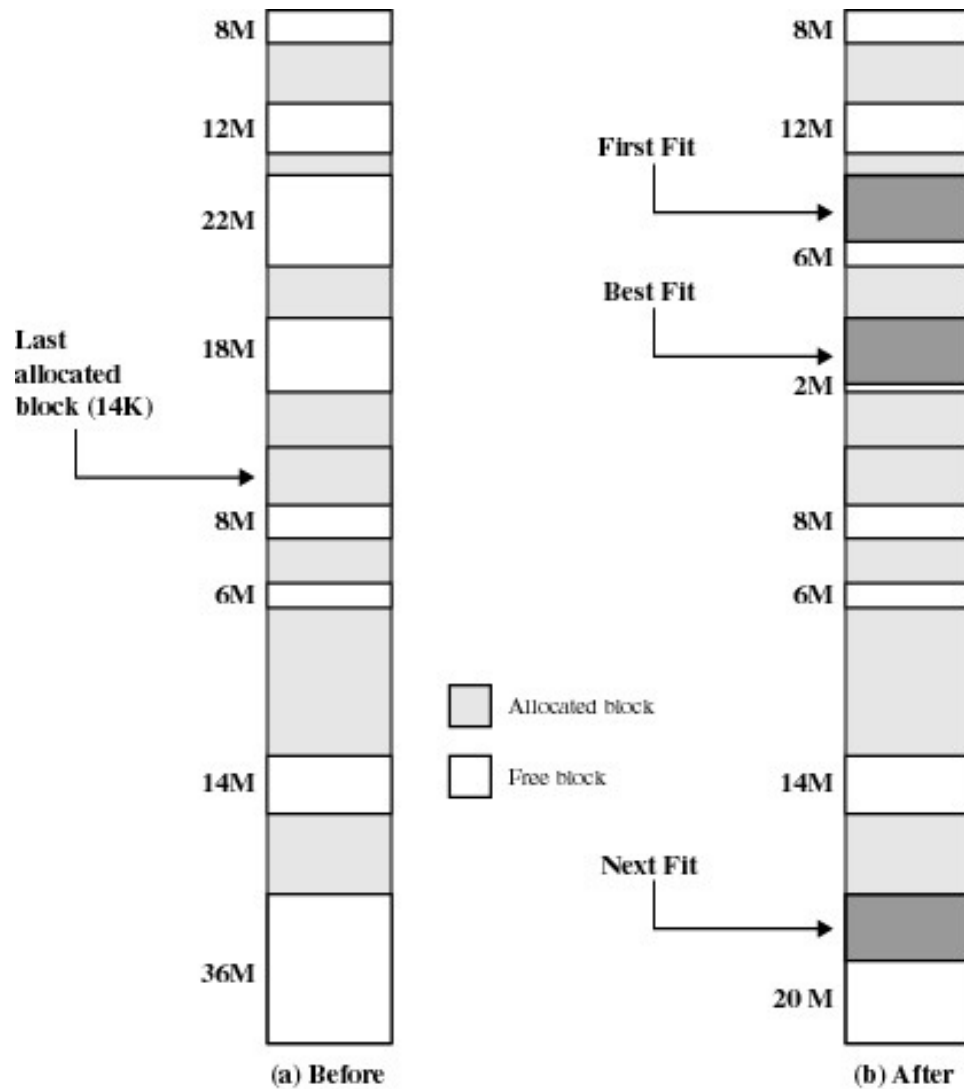 8M
12M
22M
18M
Last
allocated
block (14K)
8M
6M
14M
36M
(a) Before
Allocated block
Free block
8M
12M
First Fit
6M
Best Fit
2M
8M
6M
14M
Next Fit
20 M
(b) After